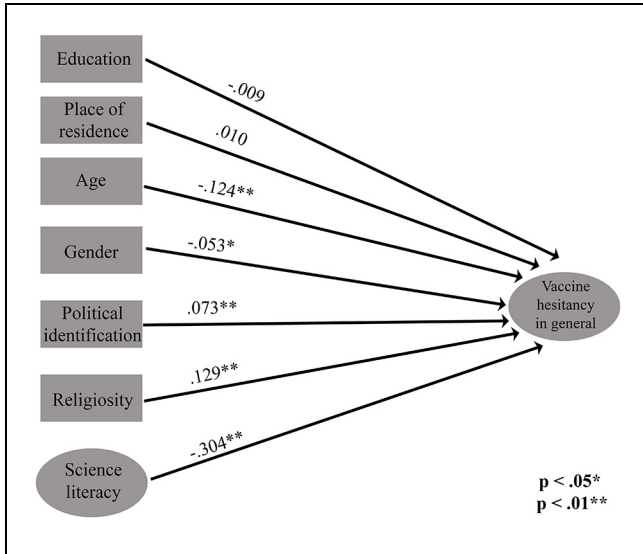 Education
-.009
Place of
residence
.010
Age
-.124**
Gender
-.053*
Political
identification
.073**
Religiosity
.129**
Science
literacy
-.304**
Vaccine
hesitancy
in general
p < .05*
p < .01**